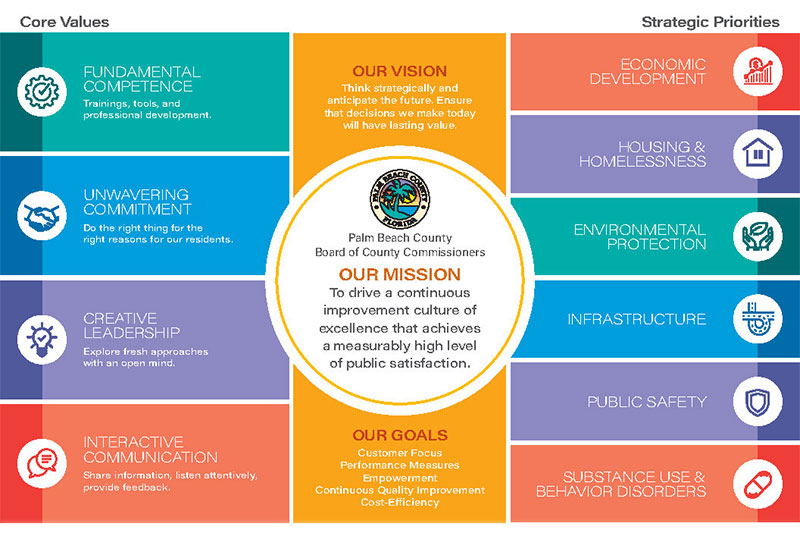 Core Values
FUNDAMENTAL
COMPETENCE
Trainings, tools, and
professional development.
UNWAVERING
COMMITMENT
Do the right thing for the
right reasons for our residents.
CREATIVE
LEADERSHIP
Explore fresh approaches
with an open mind.
INTERACTIVE
COMMUNICATION
Share information, listen attentively,
provide feedback.
OUR VISION
Think strategically and
anticipate the future. Ensure
that decisions we make today
will have lasting value.
PALM BEACH COUNTY
FLORIDA
Palm Beach County
Board of County Commissioners
OUR MISSION
To drive a continuous
improvement culture of
excellence that achieves
a measurably high level
of public satisfaction.
OUR GOALS
Customer Focus
Performance Measures
Empowerment
Continuous Quality Improvement
Cost-Efficiency
Strategic Priorities
ECONOMIC
DEVELOPMENT
HOUSING &
HOMELESSNESS
ENVIRONMENTAL
PROTECTION
INFRASTRUCTURE
PUBLIC SAFETY
SUBSTANCE USE &
BEHAVIOR DISORDERS